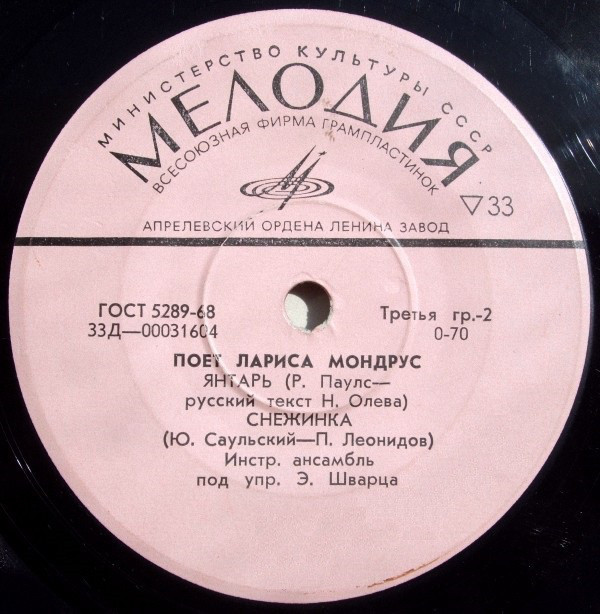 МИНИСТЕРСТВО КУЛЬТУРЫ СССР
МЕЛОДИЯ
ВСЕСОЮЗНАЯ ФИРМА ГРАМПЛАСТИНОК
▽33
АПРЕЛЕВСКИЙ ОРДЕНА ЛЕНИНА ЗАВОД
ГОСТ 5289-68
Третья гр.-2
33Д—00031604
0-70
ПОЕТ ЛАРИСА МОНДРУС
ЯНТАРЬ (Р. Паулс—
русский текст Н. Олева)
СНЕЖИНКА
(Ю. Саульский—П. Леонидов)
Инстр. ансамбль
под упр. Э. Шварца